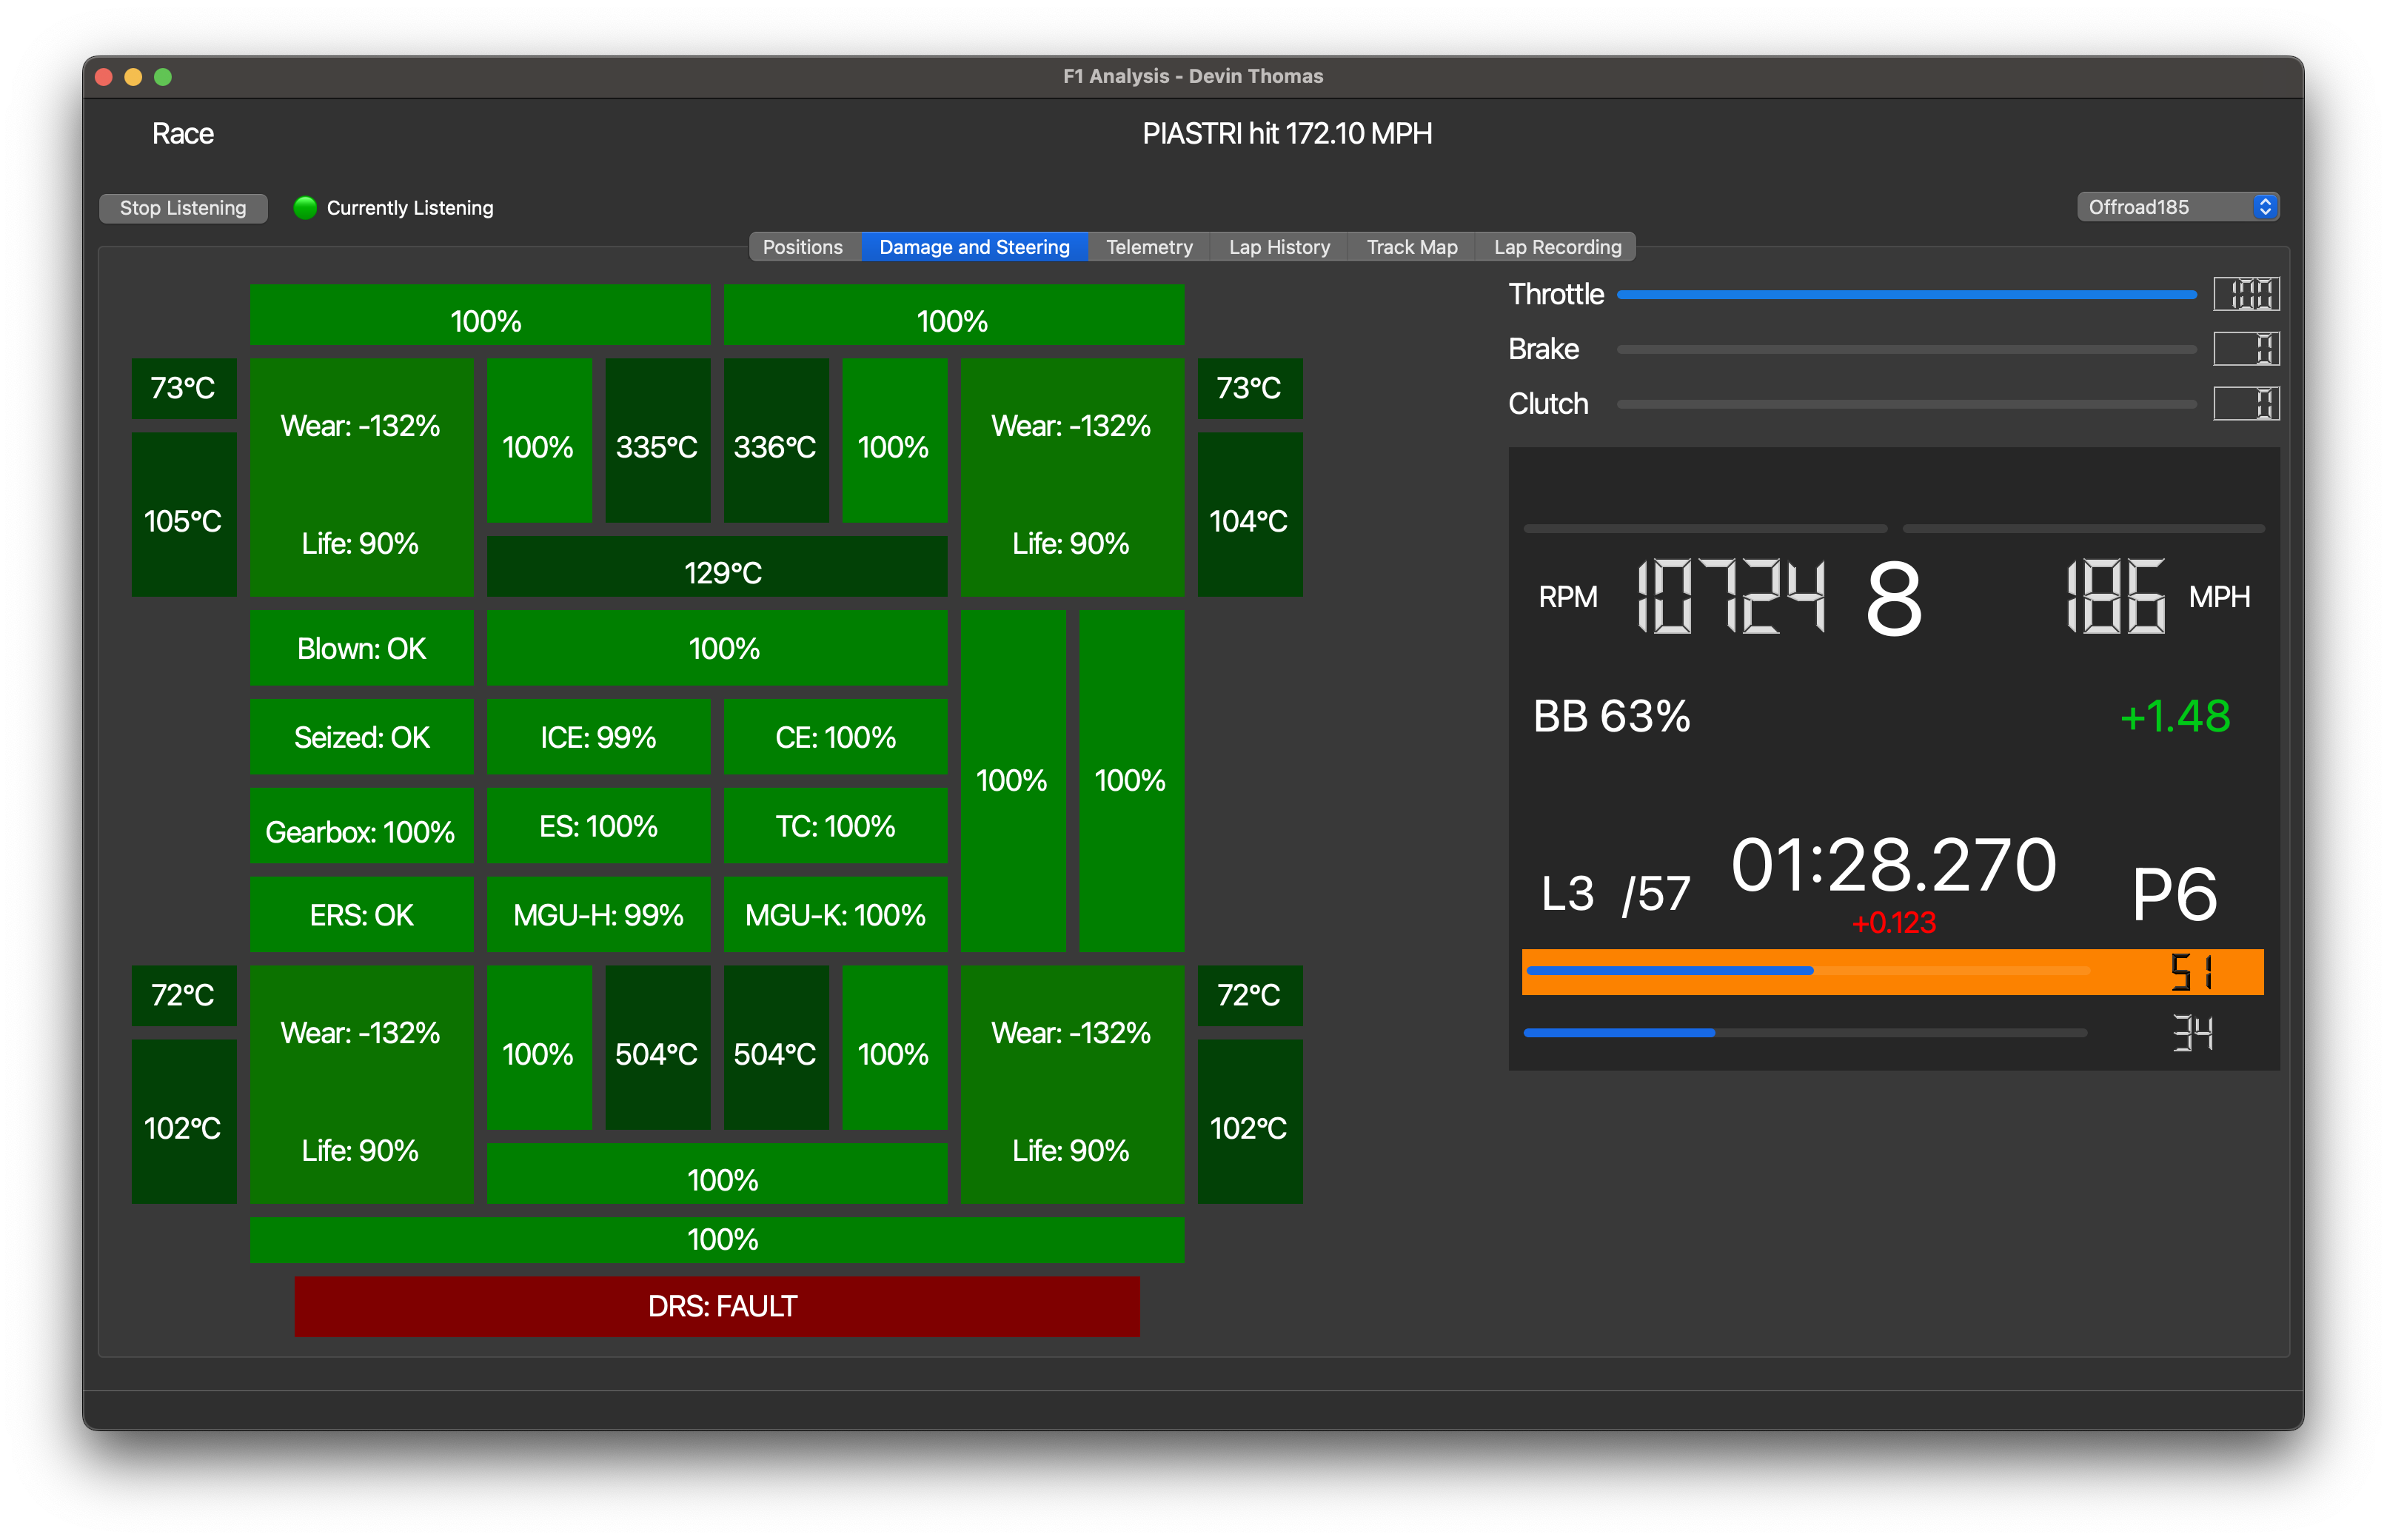 F1 Analysis - Devin Thomas
Race
PIASTRI hit 172.10 MPH
Stop Listening
Currently Listening
Offroad185
Positions
Damage and Steering
Telemetry
Lap History
Track Map
Lap Recording
100%
100%
73°C
105°C
Wear: -132%
Life: 90%
100%
335°C
336°C
100%
Wear: -132%
Life: 90%
73°C
104°C
129°C
Blown: OK
100%
Seized: OK
ICE: 99%
CE: 100%
100%
100%
Gearbox: 100%
ES: 100%
TC: 100%
ERS: OK
MGU-H: 99%
MGU-K: 100%
72°C
102°C
Wear: -132%
Life: 90%
100%
504°C
504°C
100%
Wear: -132%
Life: 90%
72°C
102°C
100%
100%
DRS: FAULT
Throttle
100
Brake
0
Clutch
0
RPM
10724
8
186
MPH
BB 63%
+1.48
L3 /57
01:28.270
+0.123
P6
51
34